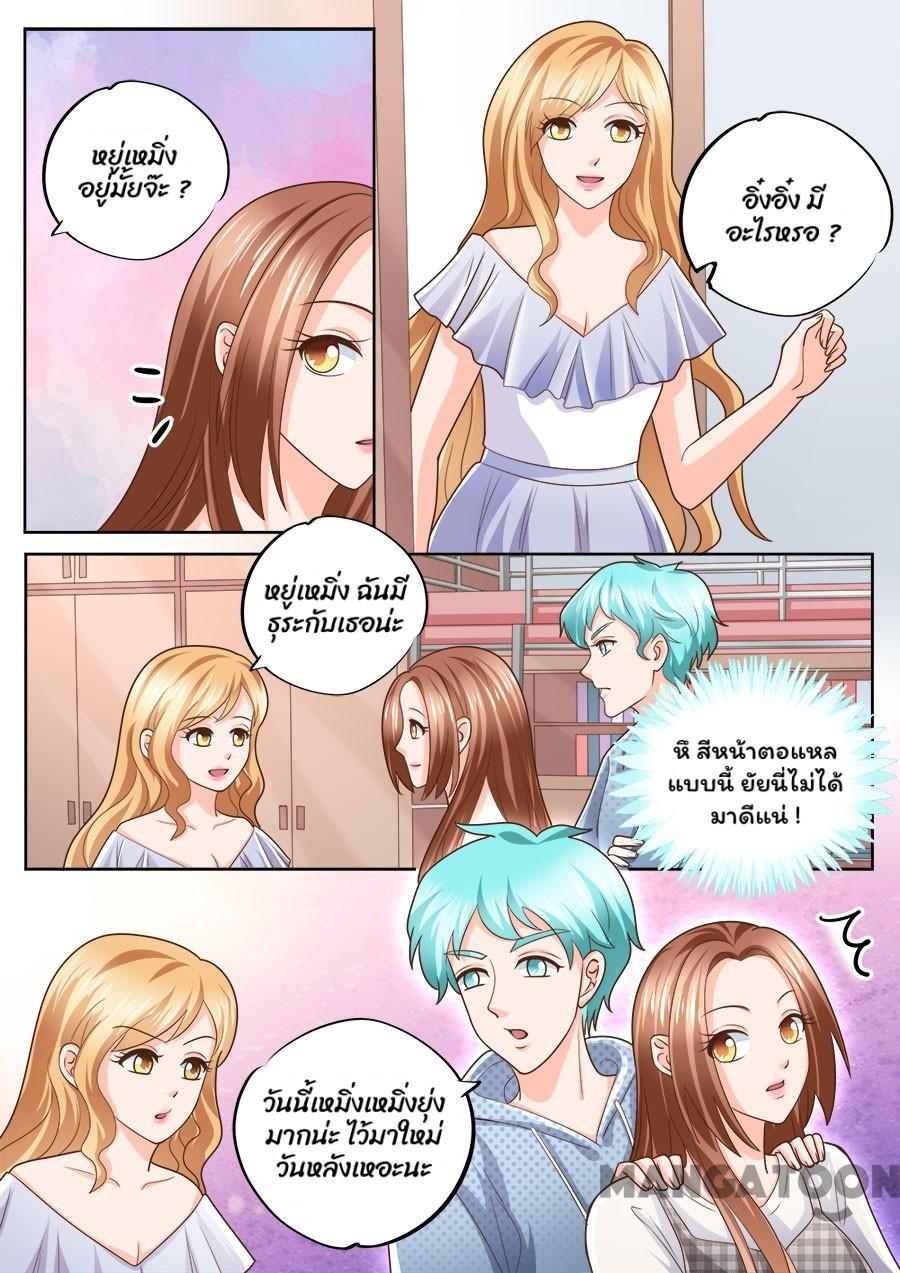 หยู่เหมิ่ง
อยู่มั้ยจ๊ะ ?
อิ๋งอิ๋ง มี
อะไรหรอ ?
หยู่เหมิ่ง ฉันมี
ธุระกับเธอน่ะ
หึ สีหน้าตอแหล
แบบนี้ ยัยนี่ไม่ได้
มาดีแน่ !
วันนี้เหมิ่งเหมิ่งยุ่ง
มากน่ะ ไว้มาใหม่
วันหลังเหอะนะ
MANGATOON